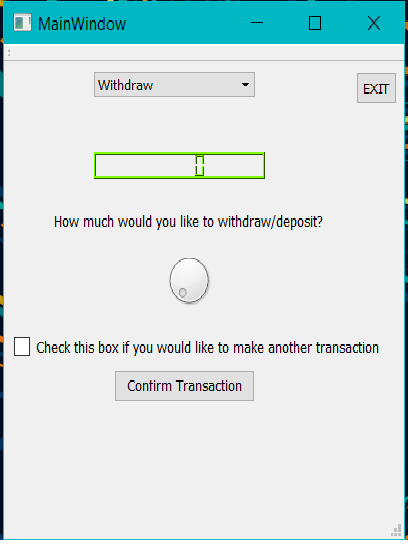 MainWindow
Withdraw
EXIT
How much would you like to withdraw/deposit?
Check this box if you would like to make another transaction
Confirm Transaction